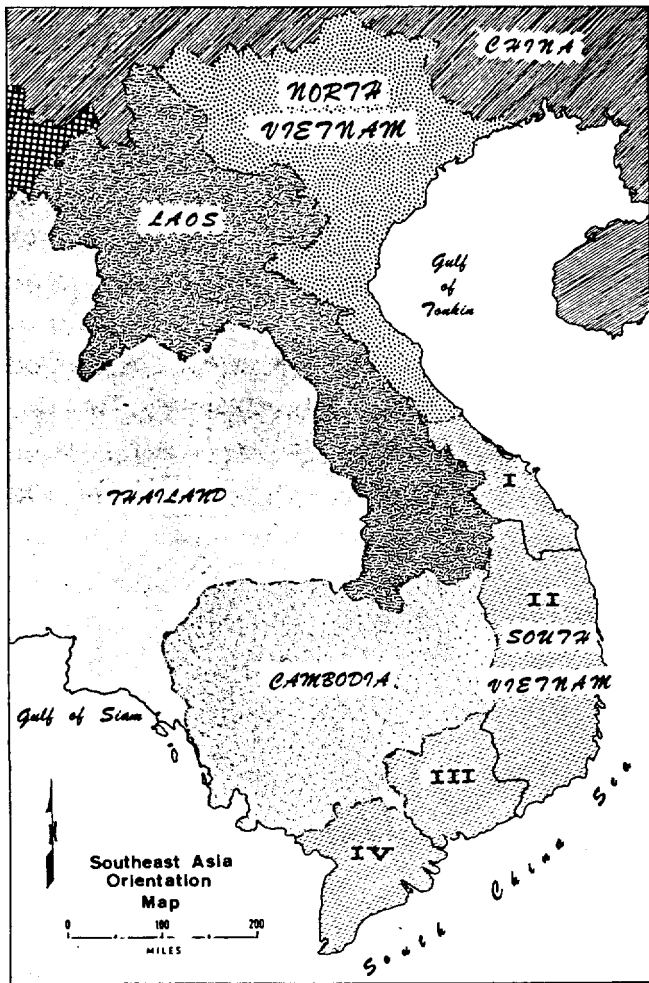 CHINA
NORTH
VIETNAM
LAOS
Gulf
of
Tonkin
THAILAND
I
II
SOUTH
VIETNAM
CAMBODIA
Gulf of Siam
III
IV
South China Sea
N
Southeast Asia
Orientation
Map
0 100 200
MILES